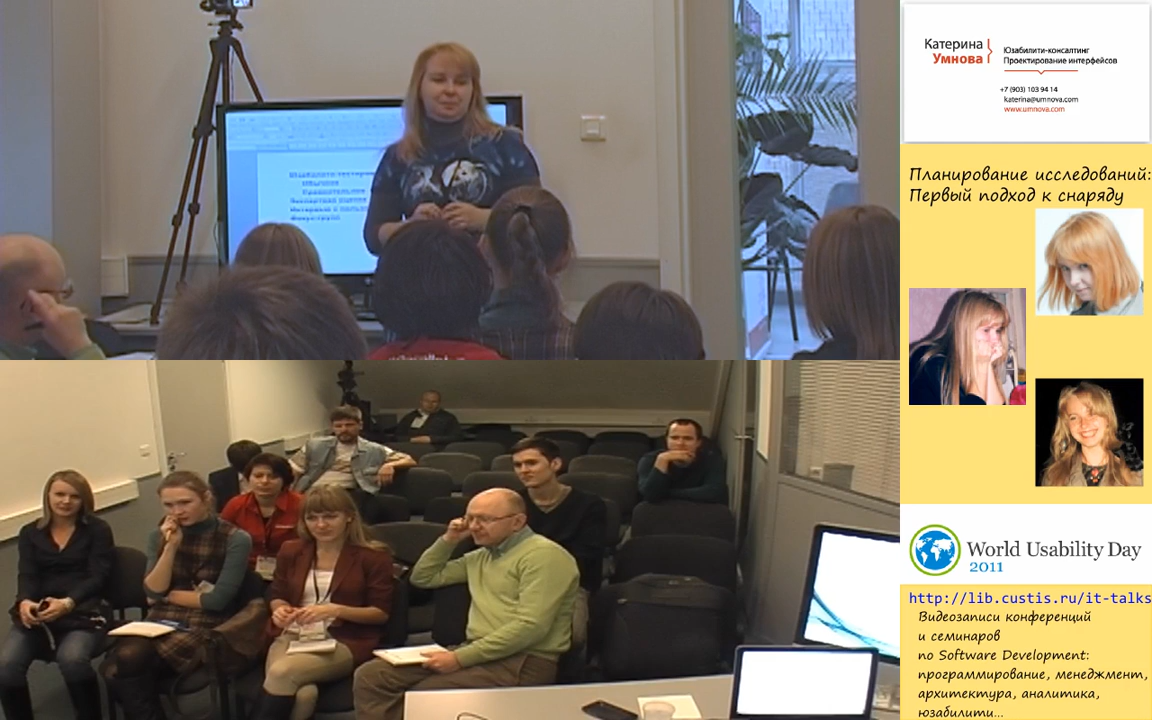 Катерина
Умнова
Юзабилити-консалтинг
Проектирование интерфейсов
+7 (903) 103 94 14
katerina@umnova.com
www.umnova.com
Планирование исследований:
Первый подход к снаряду
World Usability Day
2011
http://lib.custis.ru/it-talks
Видеозаписи конференций
и семинаров
по Software Development:
программирование, менеджмент,
архитектура, аналитика,
юзабилити...